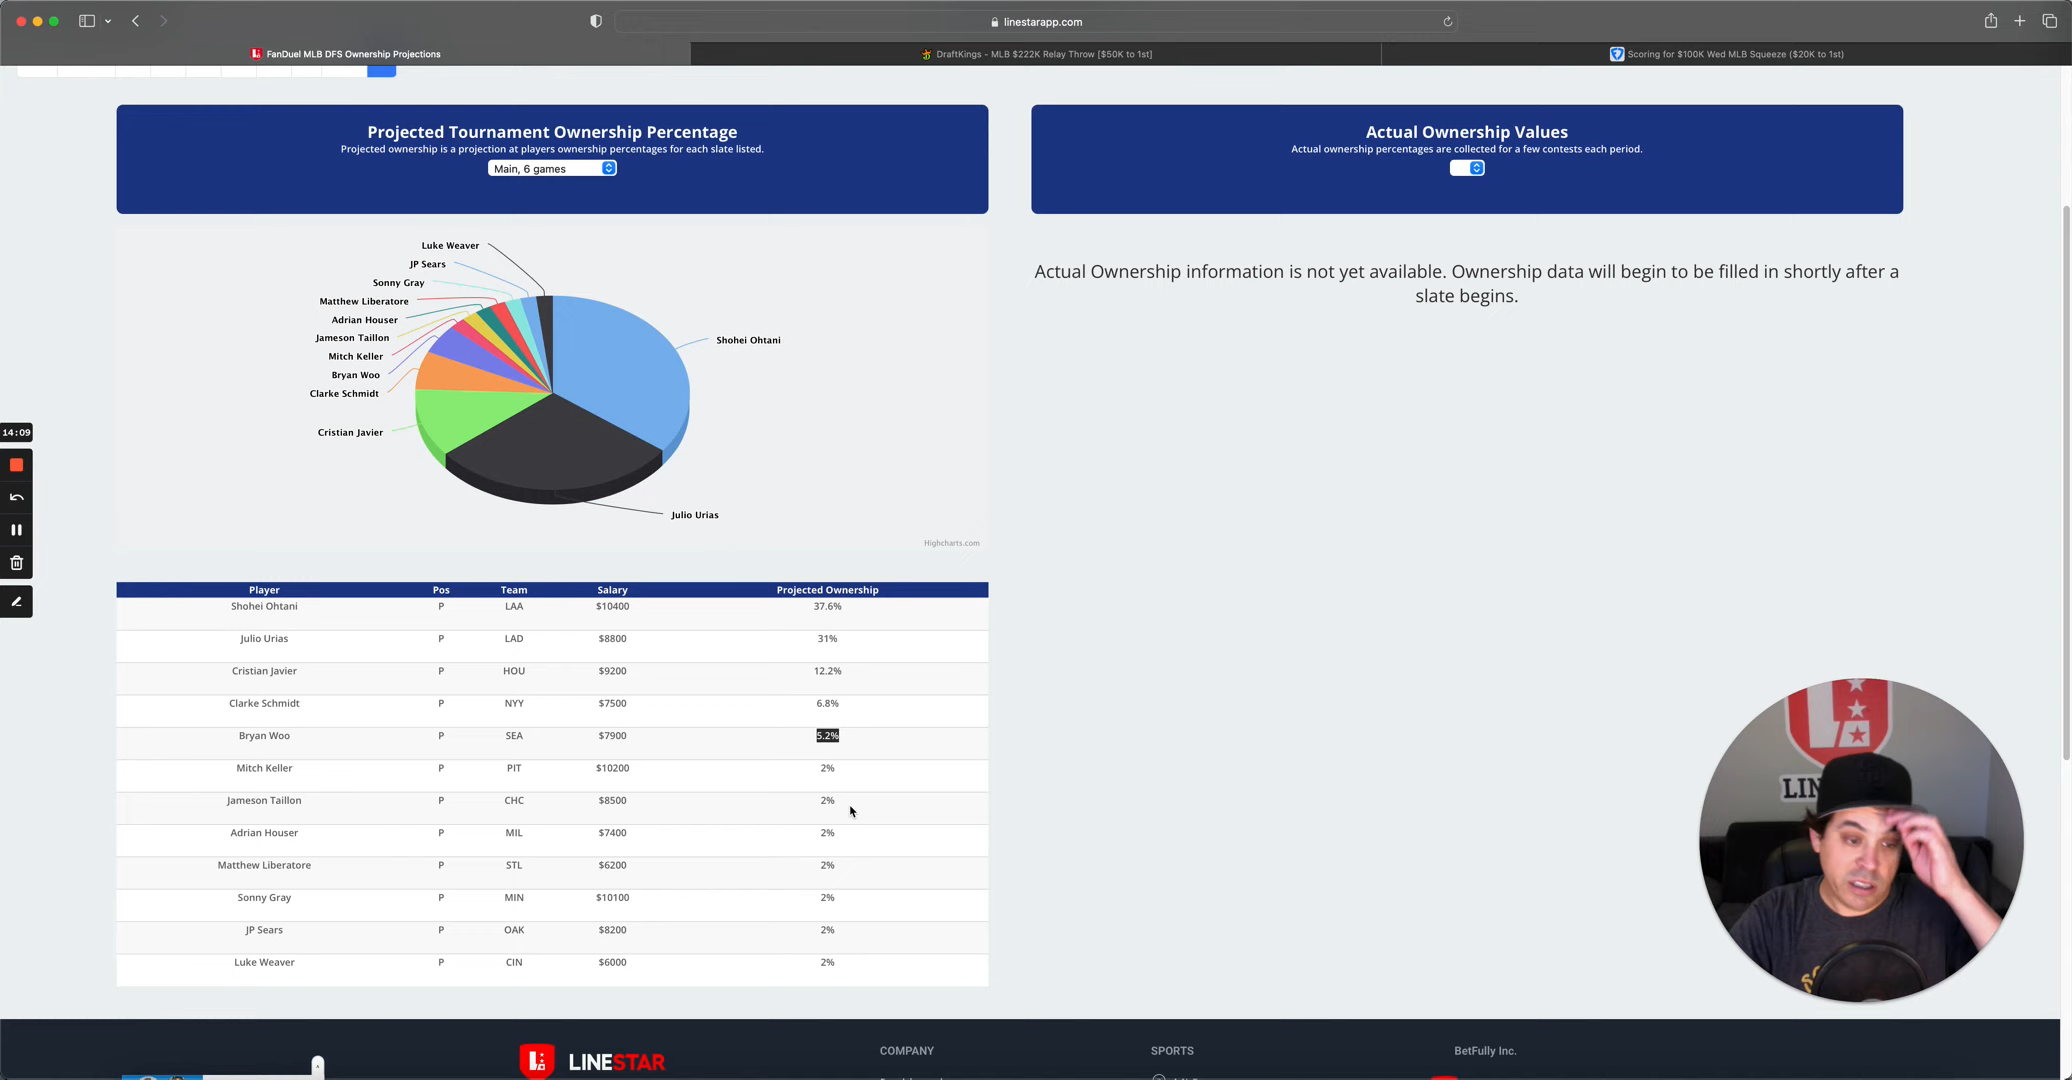 linestarapp.com
FanDuel MLB DFS Ownership Projections
DraftKings - MLB $222K Relay Throw [$50K to 1st]
Scoring for $100K Wed MLB Squeeze ($20K to 1st)
Projected Tournament Ownership Percentage
Projected ownership is a projection at players ownership percentages for each slate listed.
Main, 6 games
Actual Ownership Values
Actual ownership percentages are collected for a few contests each period.
Actual Ownership information is not yet available. Ownership data will begin to be filled in shortly after a
slate begins.
Luke Weaver
JP Sears
Sonny Gray
Matthew Liberatore
Adrian Houser
Jameson Taillon
Mitch Keller
Bryan Woo
Clarke Schmidt
Cristian Javier
Shohei Ohtani
Julio Urias
Highcharts.com
14:09
Player Pos Team Salary Projected Ownership
Shohei Ohtani P LAA $10400 37.6%
Julio Urias P LAD $8800 31%
Cristian Javier P HOU $9200 12.2%
Clarke Schmidt P NYY $7500 6.8%
Bryan Woo P SEA $7900 5.2%
Mitch Keller P PIT $10200 2%
Jameson Taillon P CHC $8500 2%
Adrian Houser P MIL $7400 2%
Matthew Liberatore P STL $6200 2%
Sonny Gray P MIN $10100 2%
JP Sears P OAK $8200 2%
Luke Weaver P CIN $6000 2%
LINESTAR
COMPANY
SPORTS
BetFully Inc.